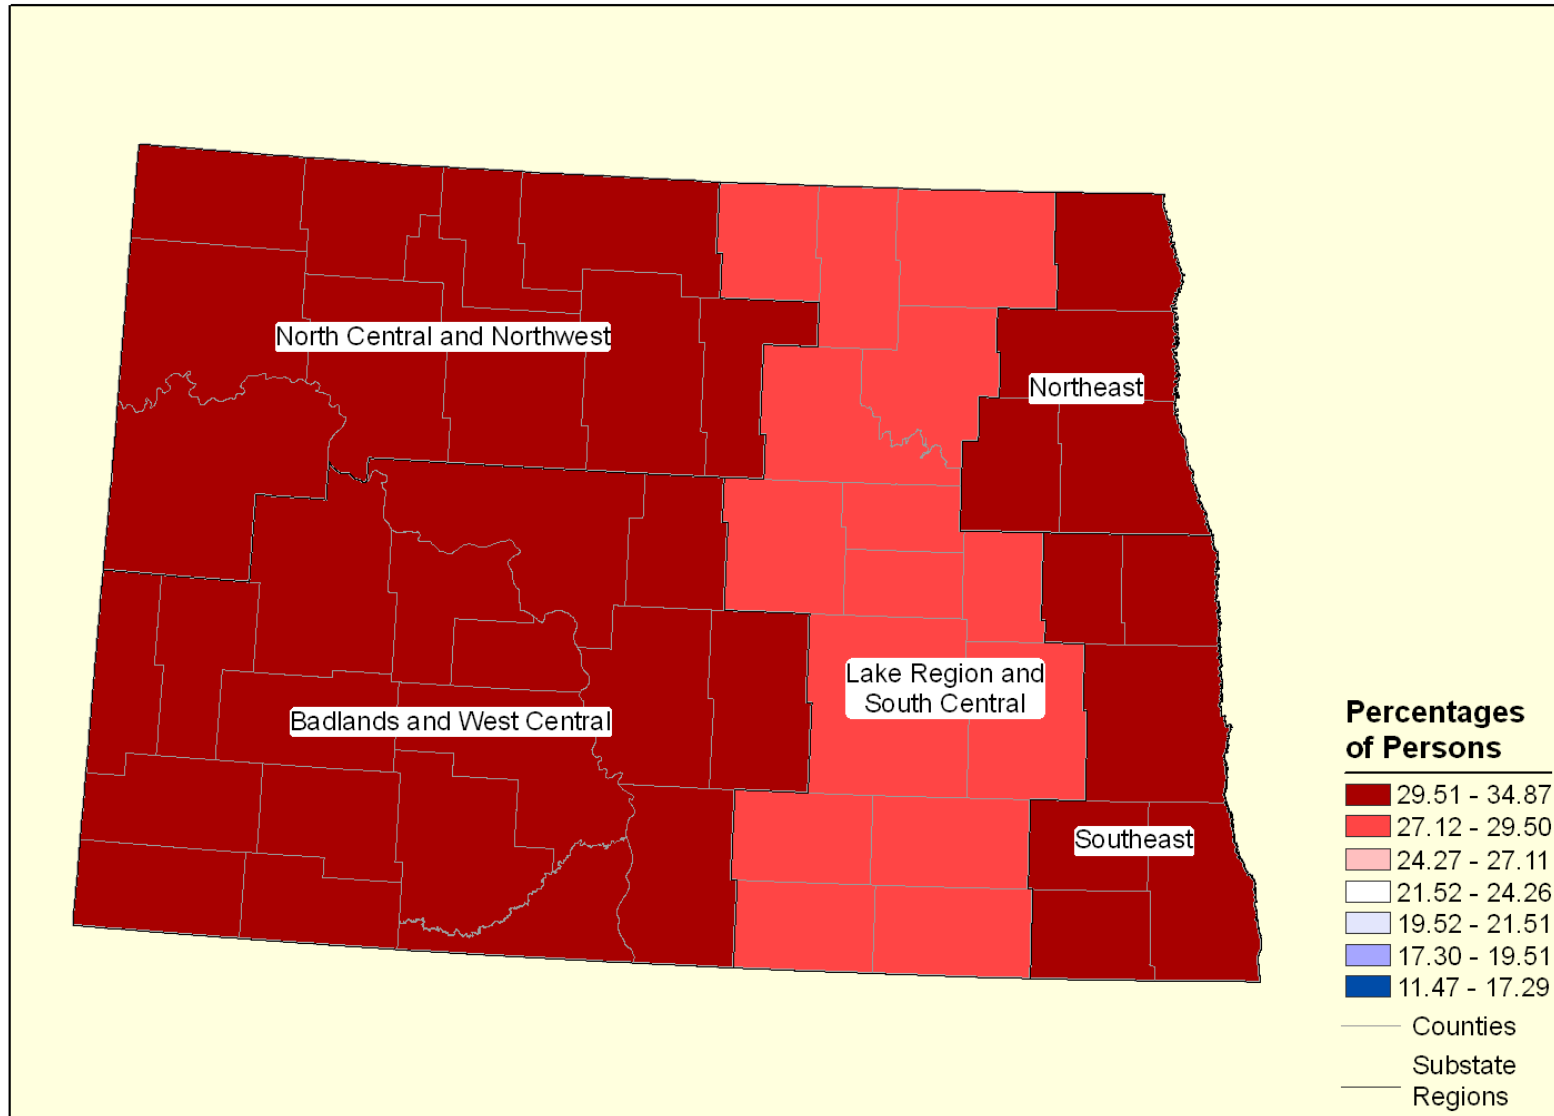 North Central and Northwest
Northeast
Lake Region and
South Central
Badlands and West Central
Southeast
Percentages
of Persons
29.51 - 34.87
27.12 - 29.50
24.27 - 27.11
21.52 - 24.26
19.52 - 21.51
17.30 - 19.51
11.47 - 17.29
Counties
Substate
Regions